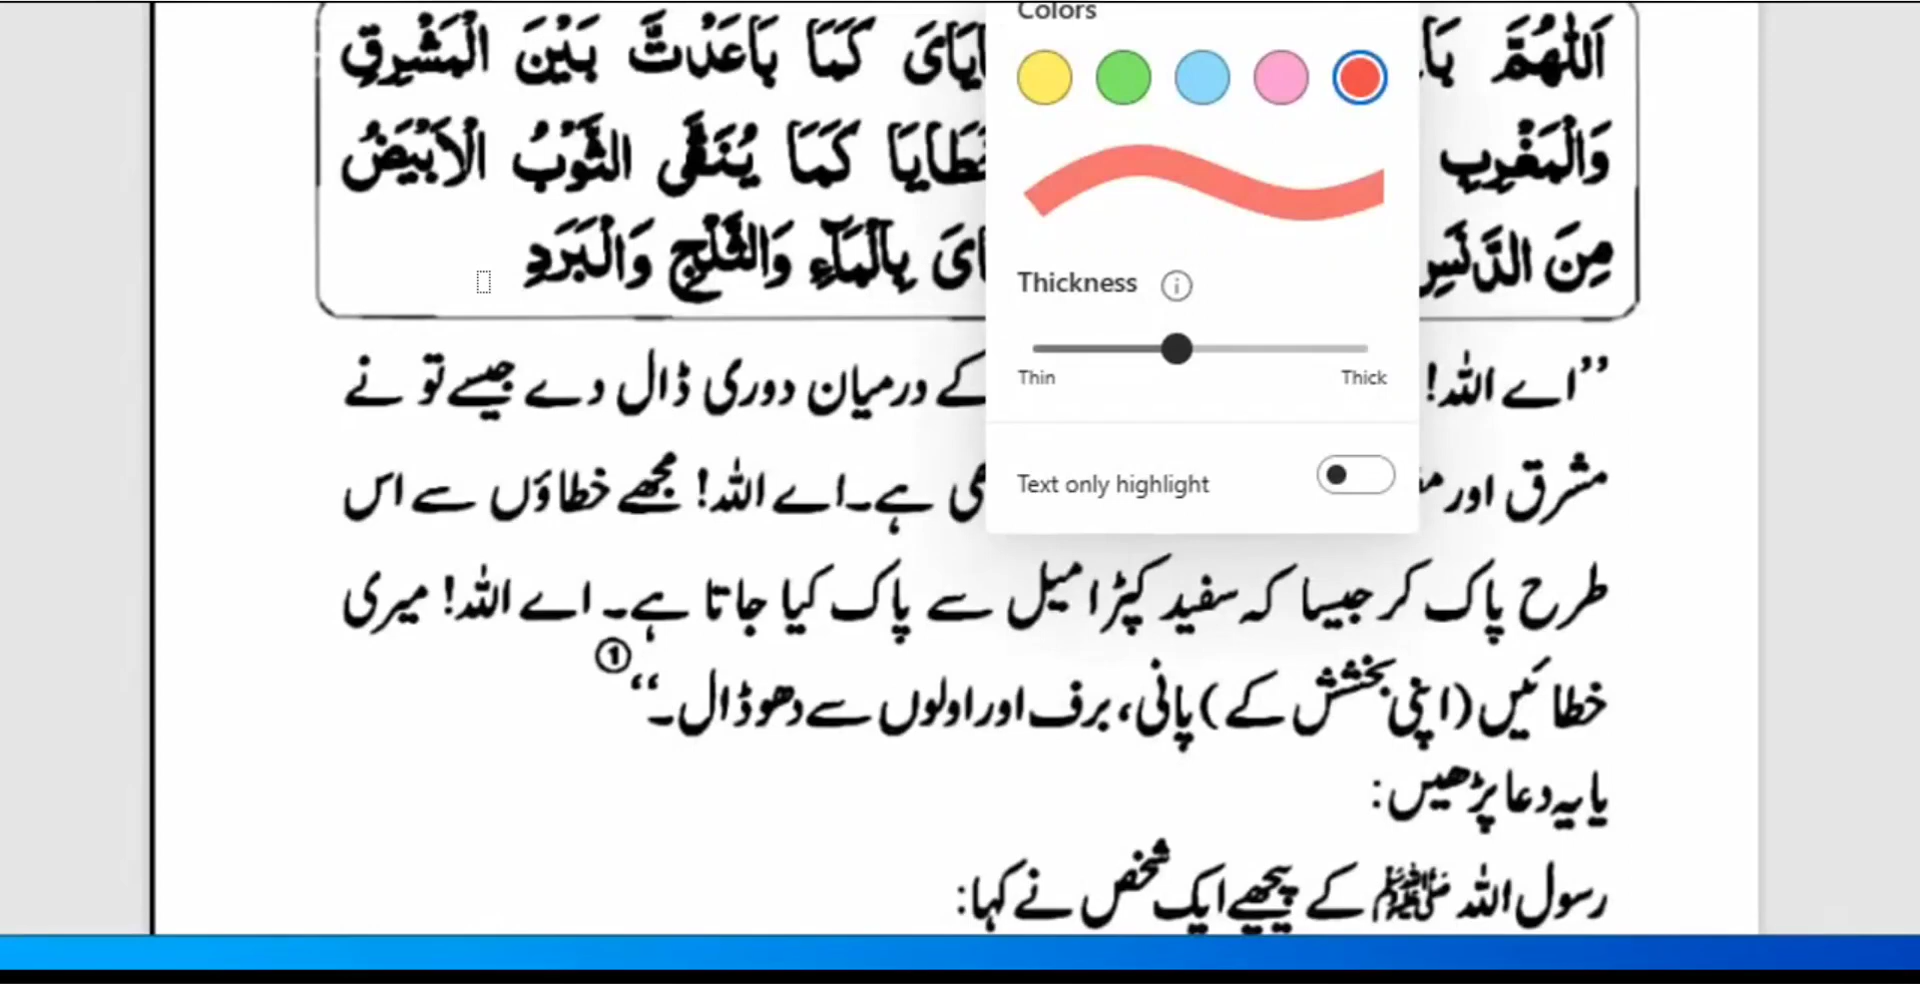 Colors
اَللّٰهُمَّ كَمَا بَاعَدْتَّ بَيْنَ الْمَشْرِقِ
وَالْمَغْرِبِ كَمَا يُنَقَّى الثَّوْبُ الْاَبْيَضُ
مِنَ الدَّنَسِ بِالْمَآءِ وَالثَّلْجِ وَالْبَرَدِ
Thickness
Thin Thick
Text only highlight
’’اے اللہ! کے درمیان دوری ڈال دے جیسے تو نے
مشرق اور ہے۔اے اللہ! مجھے خطاؤں سے اس
طرح پاک کر جیسا کہ سفید کپڑا میل سے پاک کیا جاتا ہے۔ اے اللہ! میری
خطائیں (اپنی بخشش کے) پانی، برف اور اولوں سے دھو ڈال۔‘‘ ①
یا یہ دعا پڑھیں:
رسول اللہ ﷺ کے پیچھے ایک شخص نے کہا: